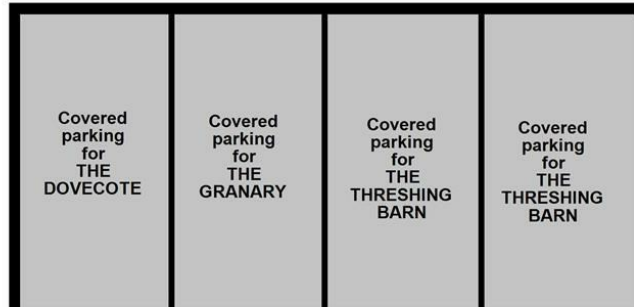 Covered
parking
for
THE
DOVECOTE
Covered
parking
for
THE
GRANARY
Covered
parking
for
THE
THRESHING
BARN
Covered
parking
for
THE
THRESHING
BARN